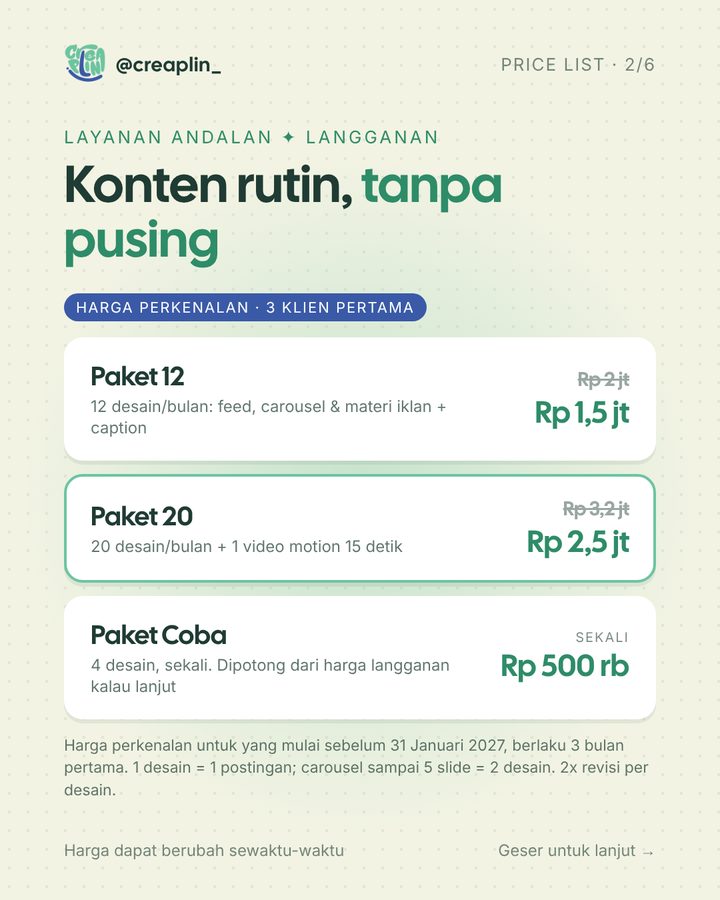 CREAPLIN
@creaplin_
PRICE LIST · 2/6
LAYANAN ANDALAN ✦ LANGGANAN
Konten rutin, tanpa
pusing
HARGA PERKENALAN · 3 KLIEN PERTAMA
Paket 12
12 desain/bulan: feed, carousel & materi iklan +
caption
Rp 2 jt
Rp 1,5 jt
Paket 20
20 desain/bulan + 1 video motion 15 detik
Rp 3,2 jt
Rp 2,5 jt
Paket Coba
4 desain, sekali. Dipotong dari harga langganan
kalau lanjut
SEKALI
Rp 500 rb
Harga perkenalan untuk yang mulai sebelum 31 Januari 2027, berlaku 3 bulan
pertama. 1 desain = 1 postingan; carousel sampai 5 slide = 2 desain. 2x revisi per
desain.
Harga dapat berubah sewaktu-waktu
Geser untuk lanjut →